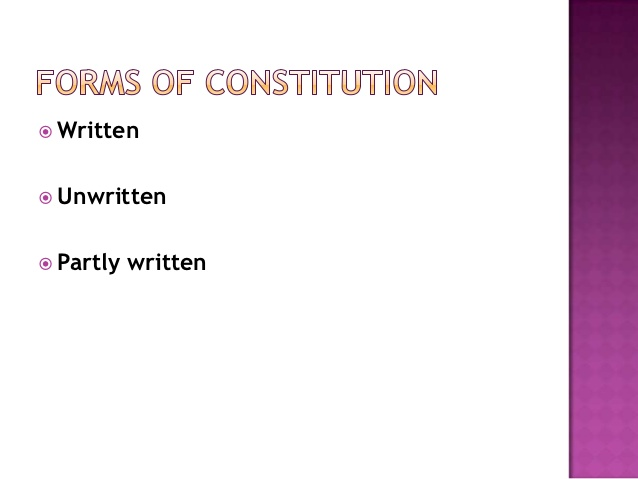 FORMS OF CONSTITUTION
Written
Unwritten
Partly written